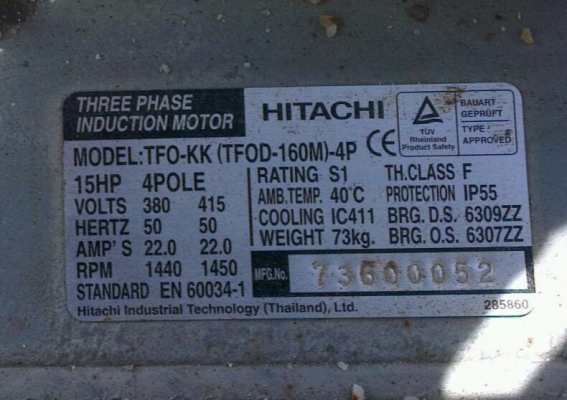 THREE PHASE
INDUCTION MOTOR
HITACHI
CE
TÜV
Rheinland
Product Safety
BAUART
GEPRÜFT
TYPE
APPROVED
MODEL:TFO-KK (TFOD-160M)-4P
15HP 4POLE
VOLTS 380 415
HERTZ 50 50
AMP'S 22.0 22.0
RPM 1440 1450
STANDARD EN 60034-1
RATING S1 TH.CLASS F
AMB.TEMP. 40°C PROTECTION IP55
COOLING IC411 BRG. D.S. 6309ZZ
WEIGHT 73kg. BRG. O.S. 6307ZZ
MFG.No. 73600052
Hitachi Industrial Technology (Thailand), Ltd. 285860